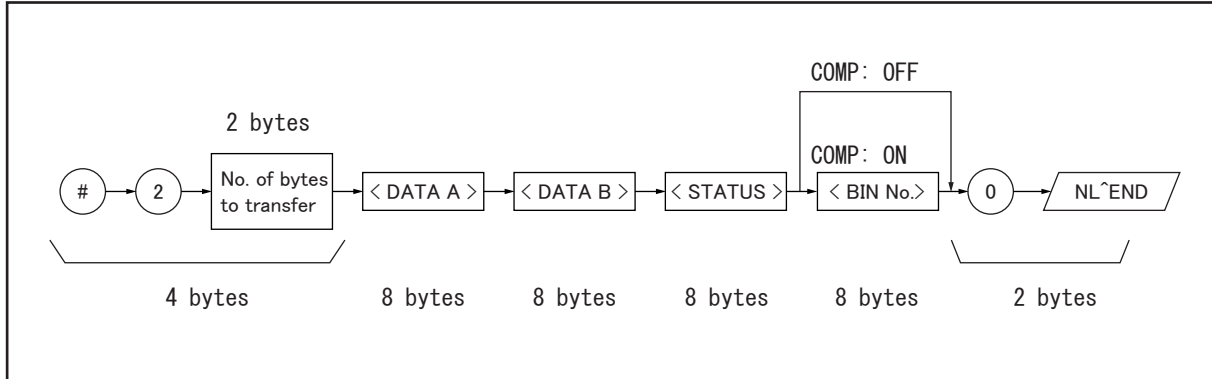 COMP: OFF
2 bytes
COMP: ON
# 2 No. of bytes to transfer < DATA A > < DATA B > < STATUS > < BIN No.> 0 NL^END
4 bytes 8 bytes 8 bytes 8 bytes 8 bytes 2 bytes